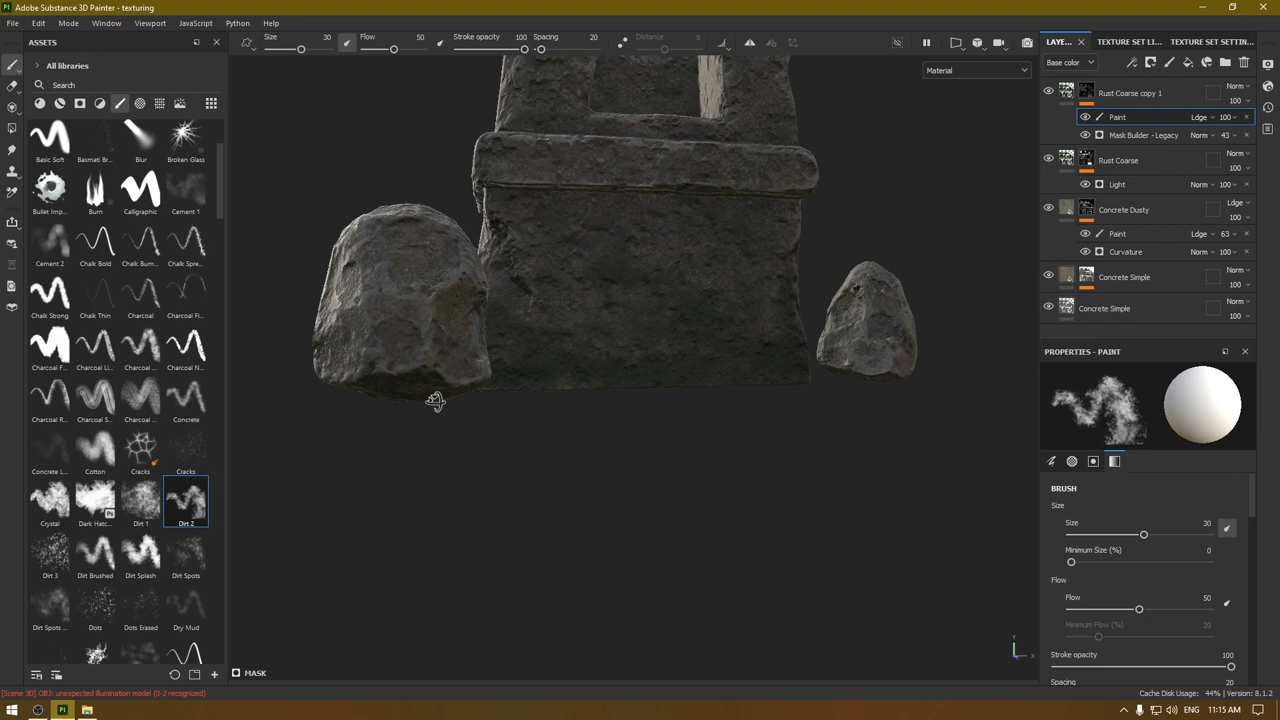 Adobe Substance 3D Painter - texturing
File Edit Mode Window Viewport JavaScript Python Help
ASSETS
All libraries
Search
Basic Soft Basmati Br... Blur Broken Glass
Bullet Imp... Burn Calligraphic Cement 1
Cement 2 Chalk Bold Chalk Bum... Chalk Spre...
Chalk Strong Chalk Thin Charcoal Charcoal Fi...
Charcoal F... Charcoal Li... Charcoal ... Charcoal N...
Charcoal R... Charcoal S... Charcoal ... Concrete
Concrete L... Cotton Cracks Cracks
Crystal Dark Hatc... Dirt 1 Dirt 2
Dirt 3 Dirt Brushed Dirt Splash Dirt Spots
Dirt Spots ... Dots Dots Erased Dry Mud
Size 30 Flow 50 Stroke opacity 100 Spacing 20 Distance 8
Material
Y
X
MASK
LAYE... TEXTURE SET LI... TEXTURE SET SETTIN...
Base color
Rust Coarse copy 1 Norm
100
Paint Ldge 100
Mask Builder - Legacy Norm 43
Rust Coarse Norm
100
Light Norm 100
Concrete Dusty Ldge
100
Paint Ldge 63
Curvature Norm 100
Concrete Simple Norm
100
Concrete Simple Norm
100
PROPERTIES - PAINT
BRUSH
Size
Size 30
Minimum Size (%) 0
Flow
Flow 50
Minimum Flow (%) 20
Stroke opacity 100
Spacing 20
[Scene 3D] OBJ: unexpected illumination model (0-2 recognized)
Cache Disk Usage: 44% | Version: 8.1.2
ENG 11:15 AM